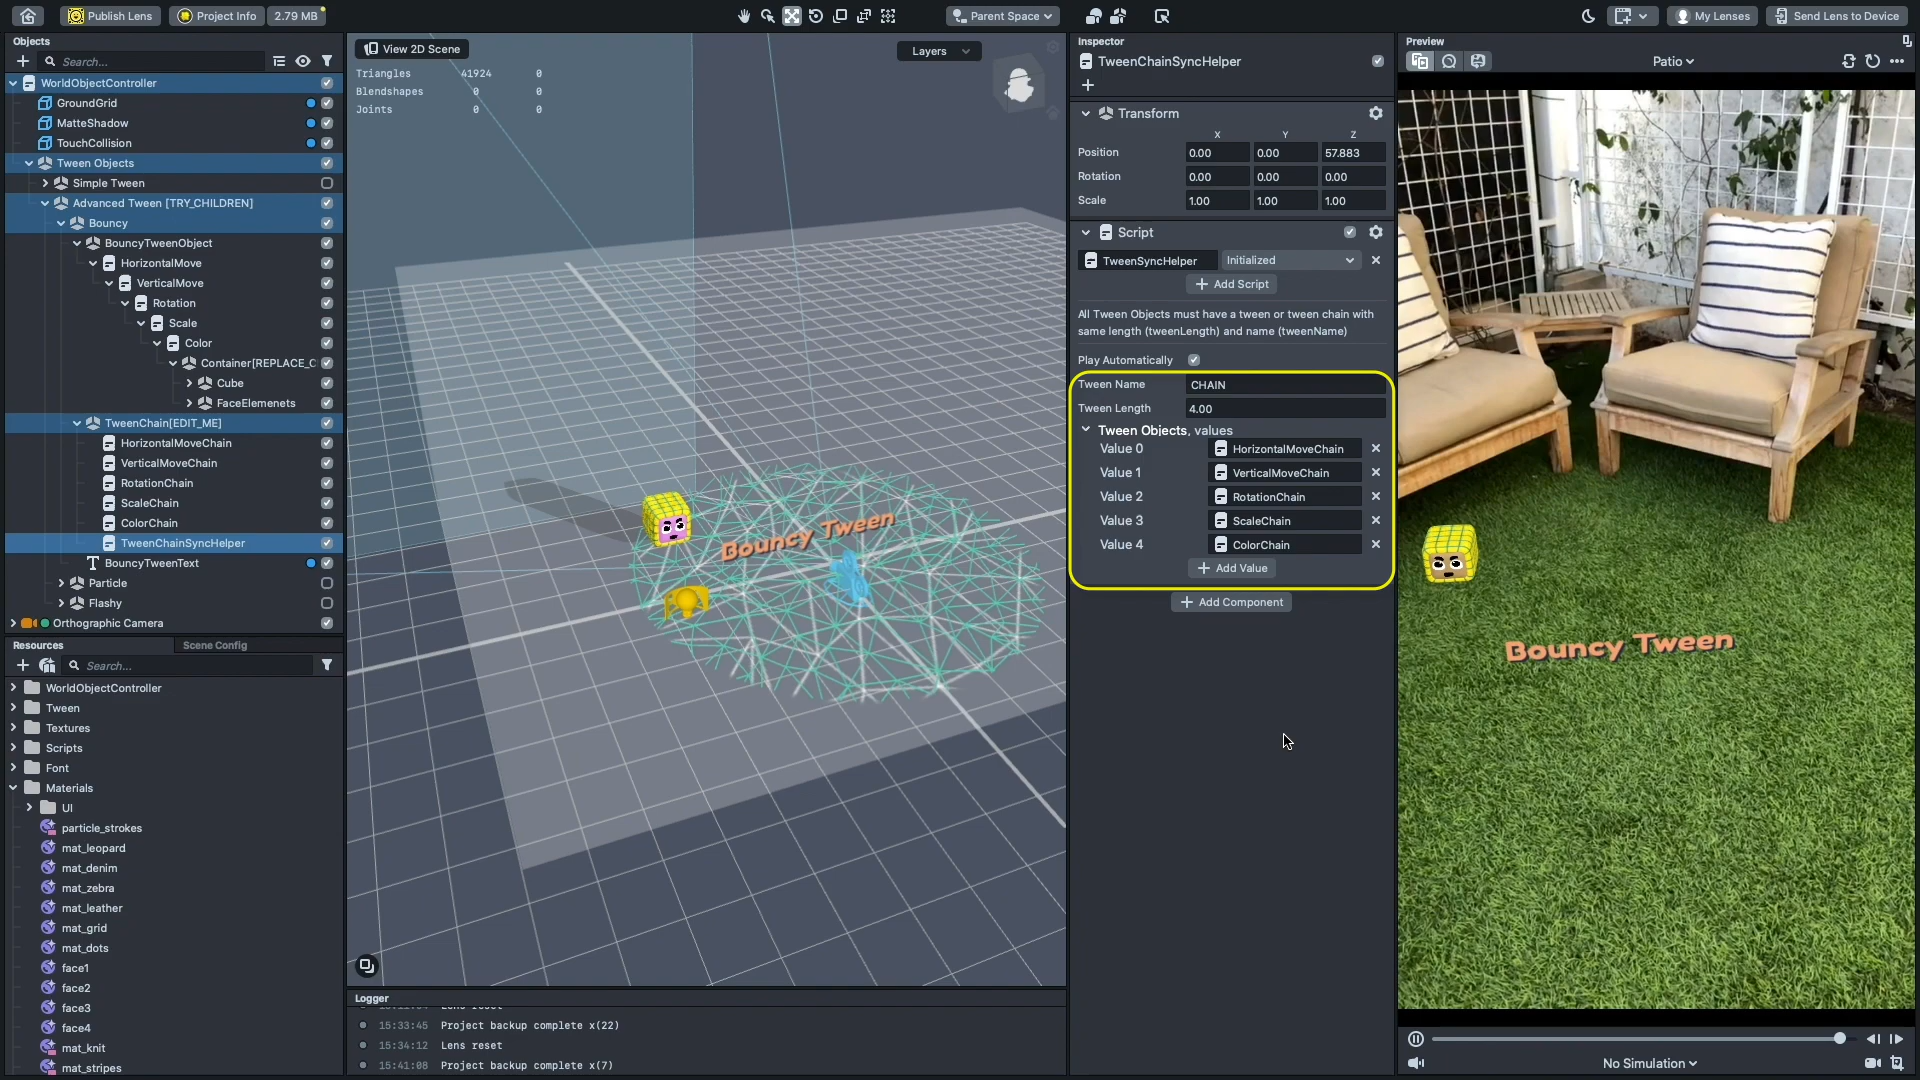 Publish Lens
Project Info
2.79 MB
Parent Space
My Lenses
Send Lens to Device
Objects
Search...
WorldObjectController
GroundGrid
MatteShadow
TouchCollision
Tween Objects
Simple Tween
Advanced Tween [TRY_CHILDREN]
Bouncy
BouncyTweenObject
HorizontalMove
VerticalMove
Rotation
Scale
Color
Container[REPLACE_C
Cube
FaceElemenets
TweenChain[EDIT_ME]
HorizontalMoveChain
VerticalMoveChain
RotationChain
ScaleChain
ColorChain
TweenChainSyncHelper
BouncyTweenText
Particle
Flashy
Orthographic Camera
Resources
Scene Config
Search...
WorldObjectController
Tween
Textures
Scripts
Font
Materials
UI
particle_strokes
mat_leopard
mat_denim
mat_zebra
mat_leather
mat_grid
mat_dots
face1
face2
face3
face4
mat_knit
mat_stripes
View 2D Scene
Layers
Triangles 41924 0
Blendshapes 0 0
Joints 0 0
Bouncy Tween
Logger
Lens reset
15:33:45 Project backup complete x(22)
15:34:12 Lens reset
15:41:08 Project backup complete x(7)
Inspector
TweenChainSyncHelper
Transform
X Y Z
Position 0.00 0.00 57.883
Rotation 0.00 0.00 0.00
Scale 1.00 1.00 1.00
Script
TweenSyncHelper Initialized
Add Script
All Tween Objects must have a tween or tween chain with
same length (tweenLength) and name (tweenName)
Play Automatically
Tween Name CHAIN
Tween Length 4.00
Tween Objects, values
Value 0 HorizontalMoveChain
Value 1 VerticalMoveChain
Value 2 RotationChain
Value 3 ScaleChain
Value 4 ColorChain
Add Value
Add Component
Preview
Patio
Bouncy Tween
No Simulation